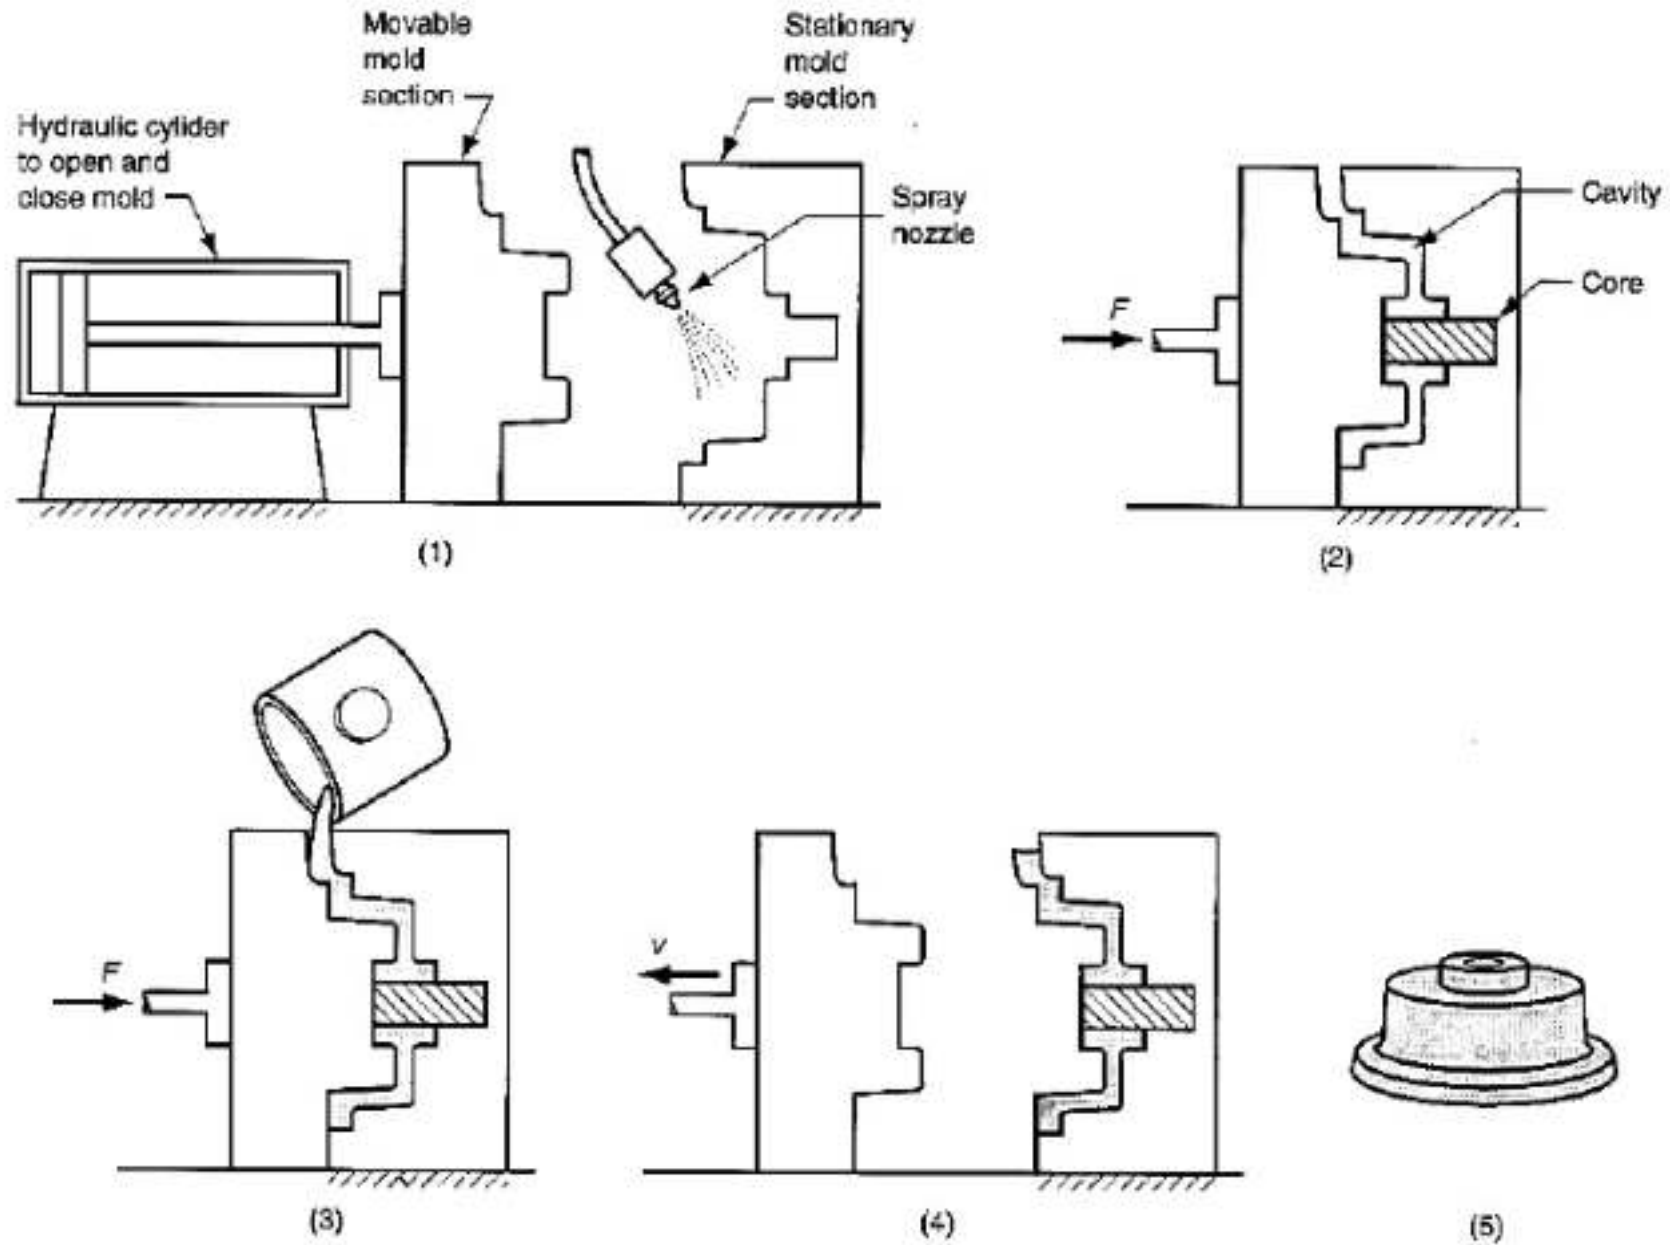 Movable
mold
section
Stationary
mold
section
Hydraulic cylider
to open and
close mold
Spray
nozzle
(1)
F
Cavity
Core
(2)
F
(3)
v
(4)
(5)